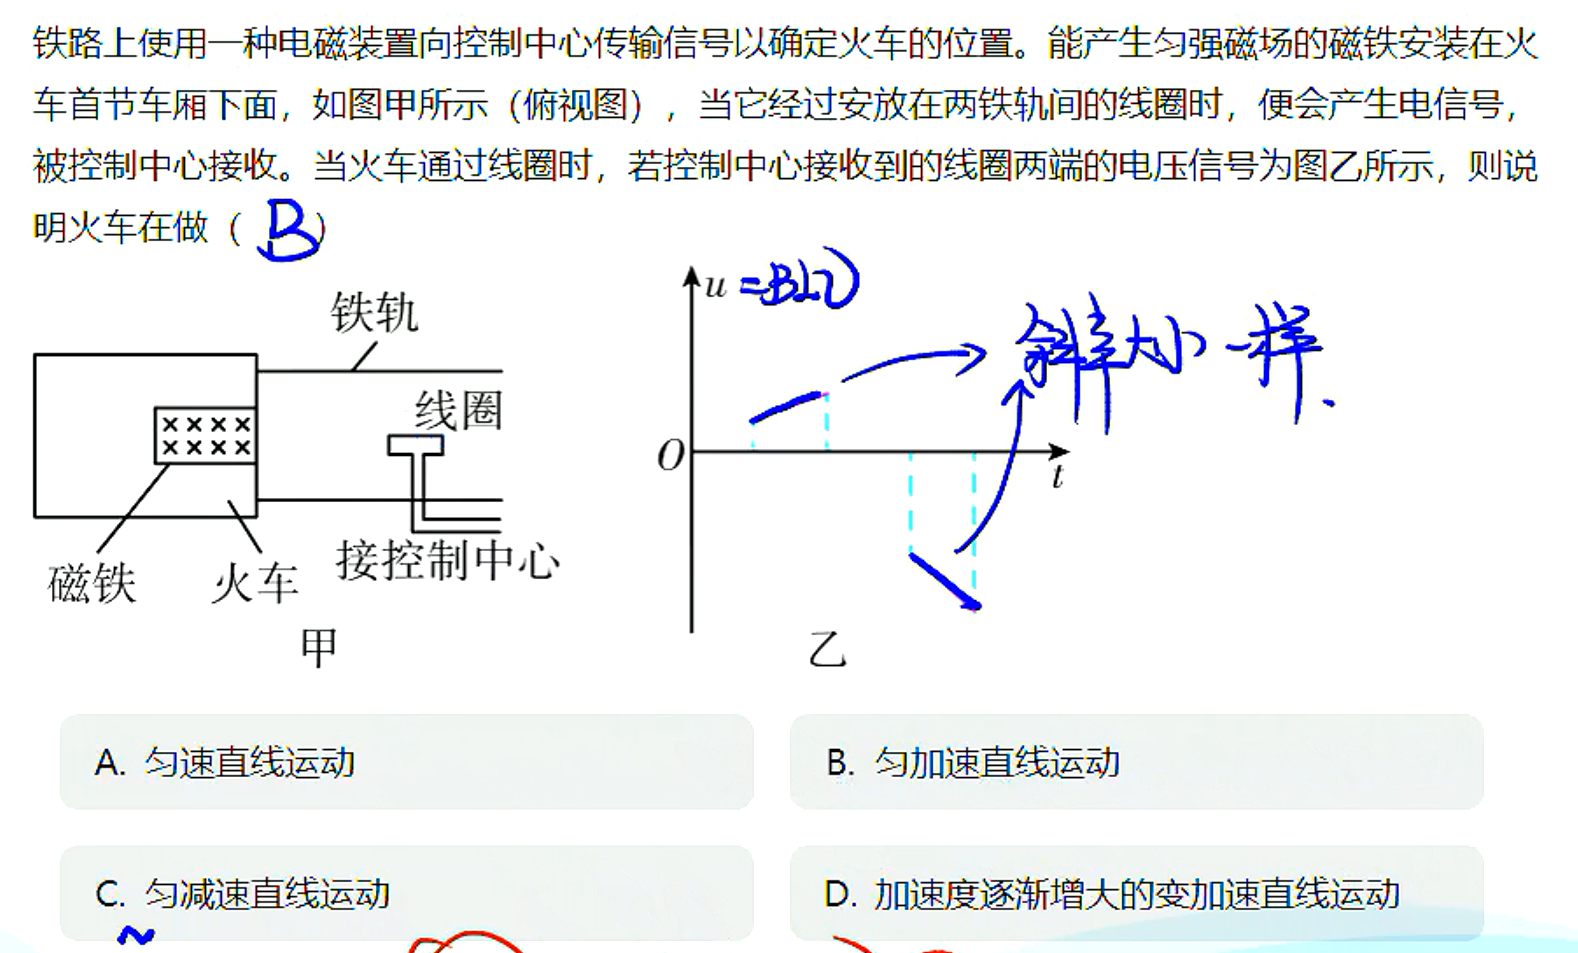 铁路上使用一种电磁装置向控制中心传输信号以确定火车的位置。能产生匀强磁场的磁铁安装在火
车首节车厢下面，如图甲所示（俯视图），当它经过安放在两铁轨间的线圈时，便会产生电信号，
被控制中心接收。当火车通过线圈时，若控制中心接收到的线圈两端的电压信号为图乙所示，则说
明火车在做（ B ）
u =BLv
铁轨
斜率大小一样.
线圈
××××
××××
O
t
接控制中心
磁铁
火车
甲
乙
A. 匀速直线运动
B. 匀加速直线运动
C. 匀减速直线运动
D. 加速度逐渐增大的变加速直线运动